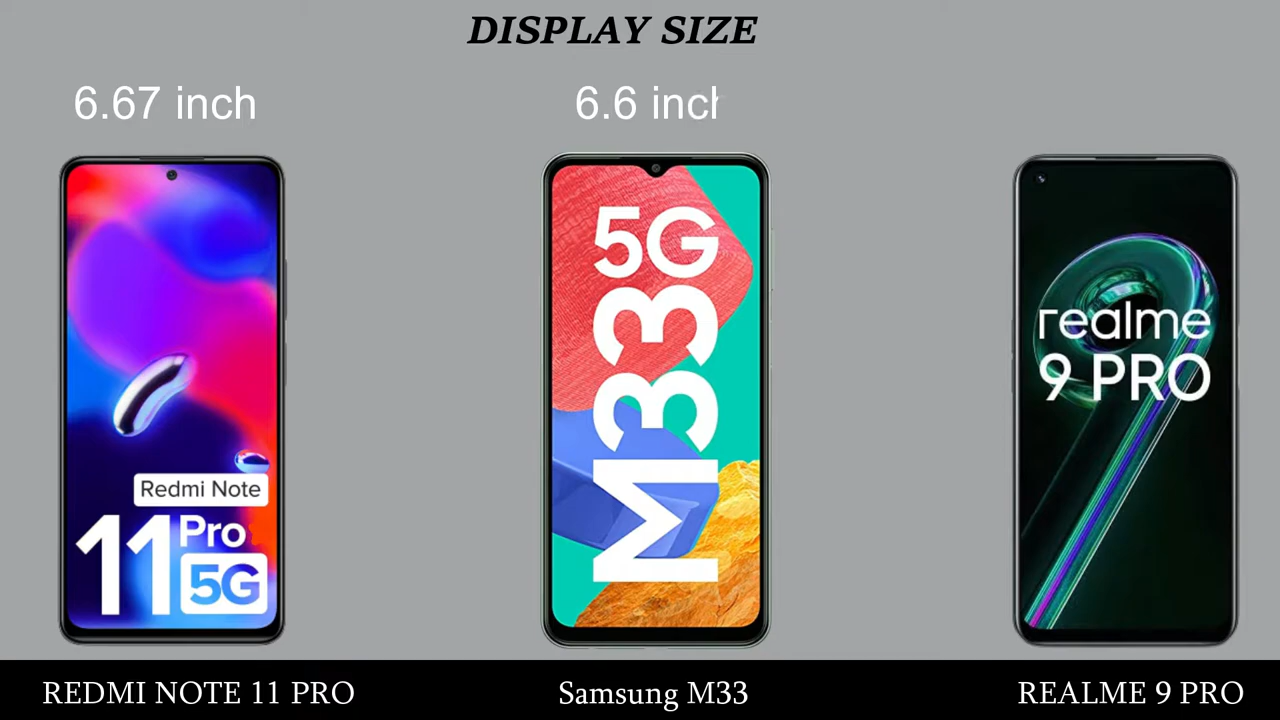 DISPLAY SIZE
6.67 inch
6.6 inch
Redmi Note
11 Pro
5G
M33 5G
realme
9 PRO
REDMI NOTE 11 PRO
Samsung M33
REALME 9 PRO